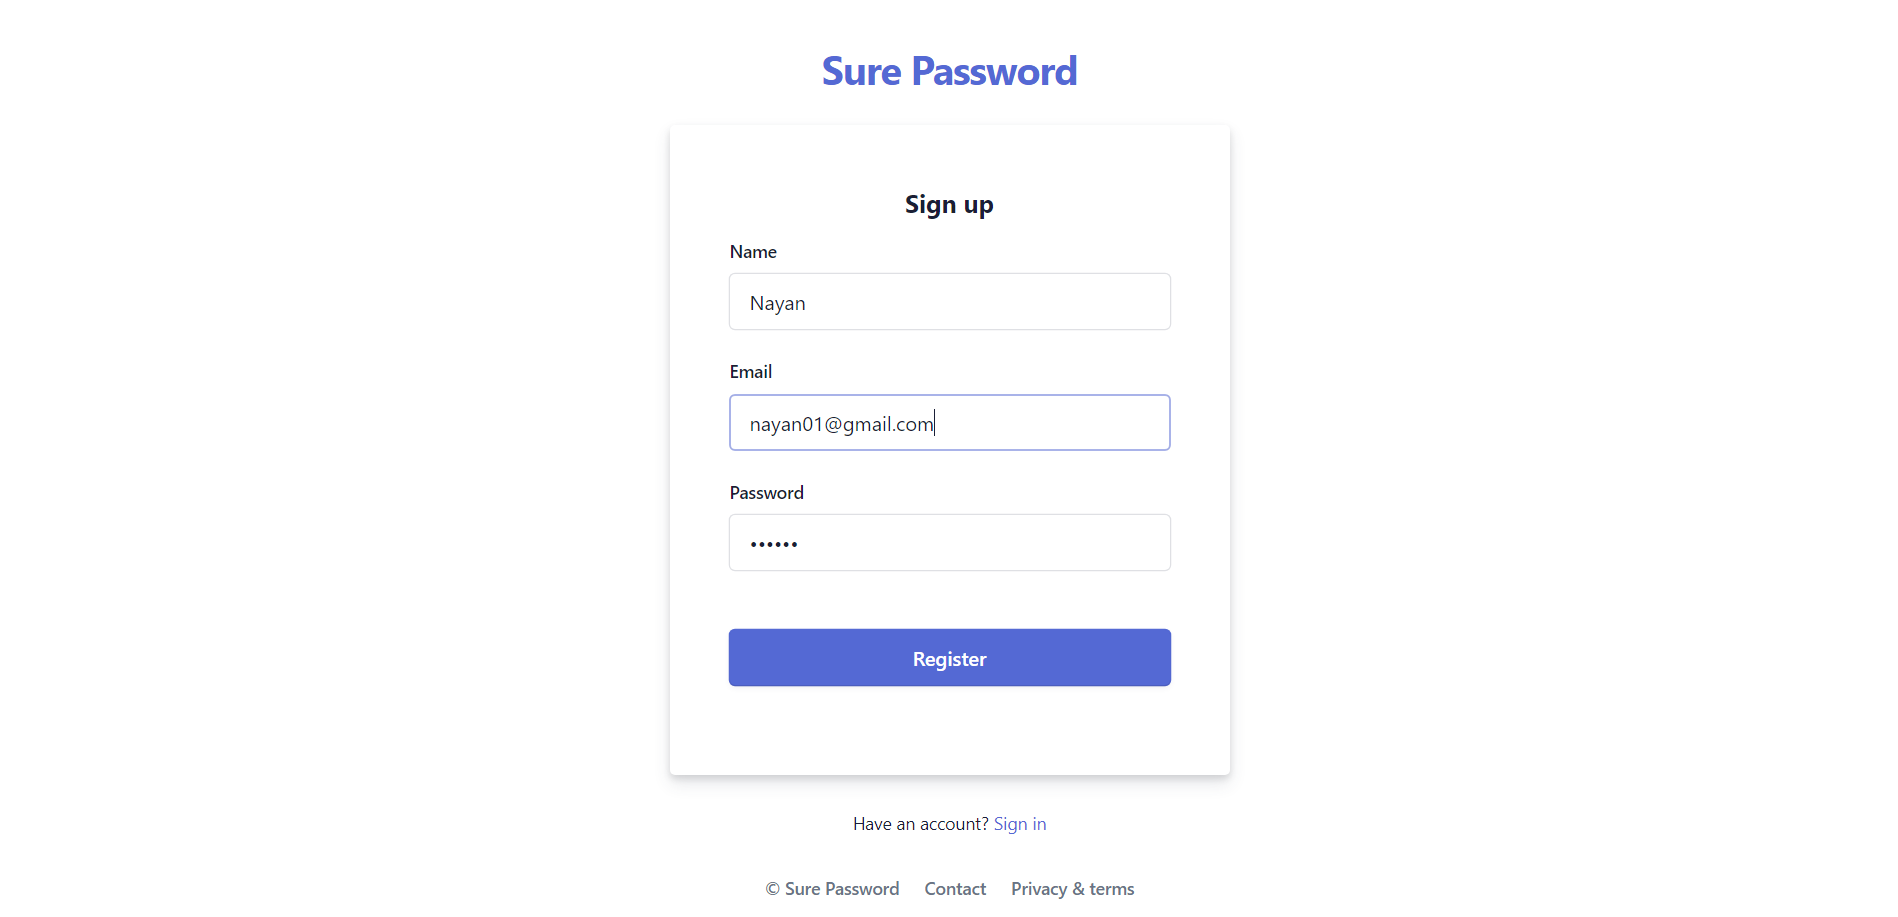 Sure Password
Sign up
Name
Nayan
Email
nayan01@gmail.com
Password
••••••
Register
Have an account? Sign in
© Sure Password Contact Privacy & terms